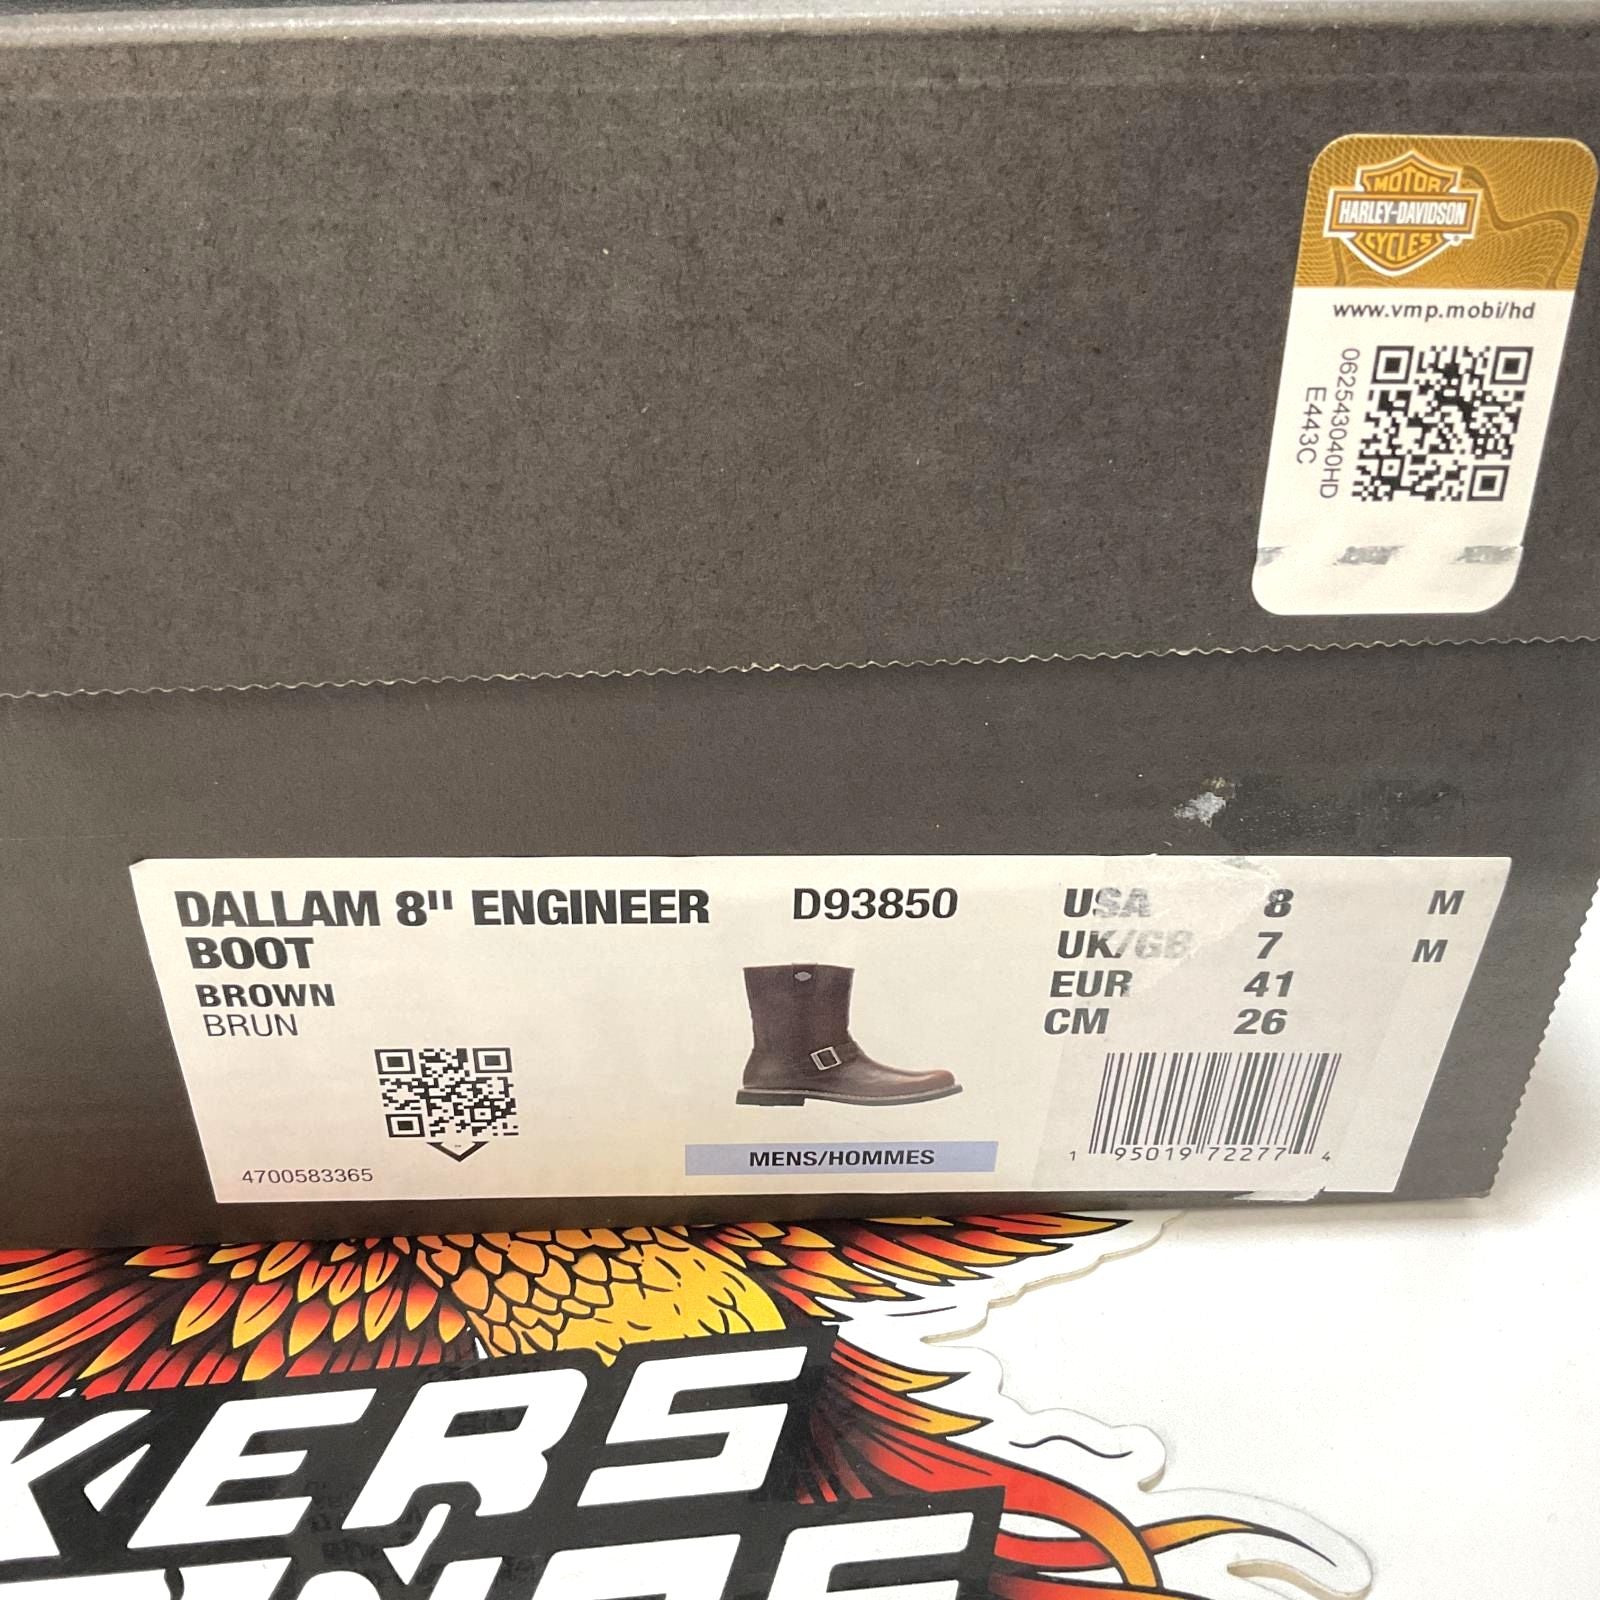 MOTOR
HARLEY-DAVIDSON
CYCLES
www.vmp.mobi/hd
062543040HD
E443C
DALLAM 8" ENGINEER
BOOT
BROWN
BRUN
4700583365
D93850
MENS/HOMMES
USA 8 M
UK/GB 7 M
EUR 41
CM 26
1 95019 72277 4
KERS